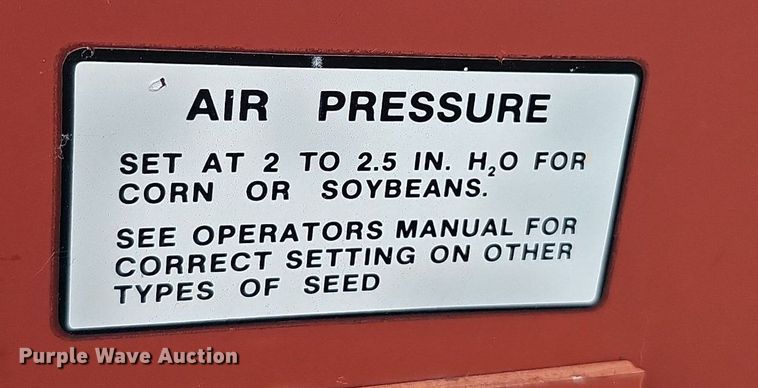 AIR PRESSURE
SET AT 2 TO 2.5 IN. H₂O FOR
CORN OR SOYBEANS.
SEE OPERATORS MANUAL FOR
CORRECT SETTING ON OTHER
TYPES OF SEED
Purple Wave Auction